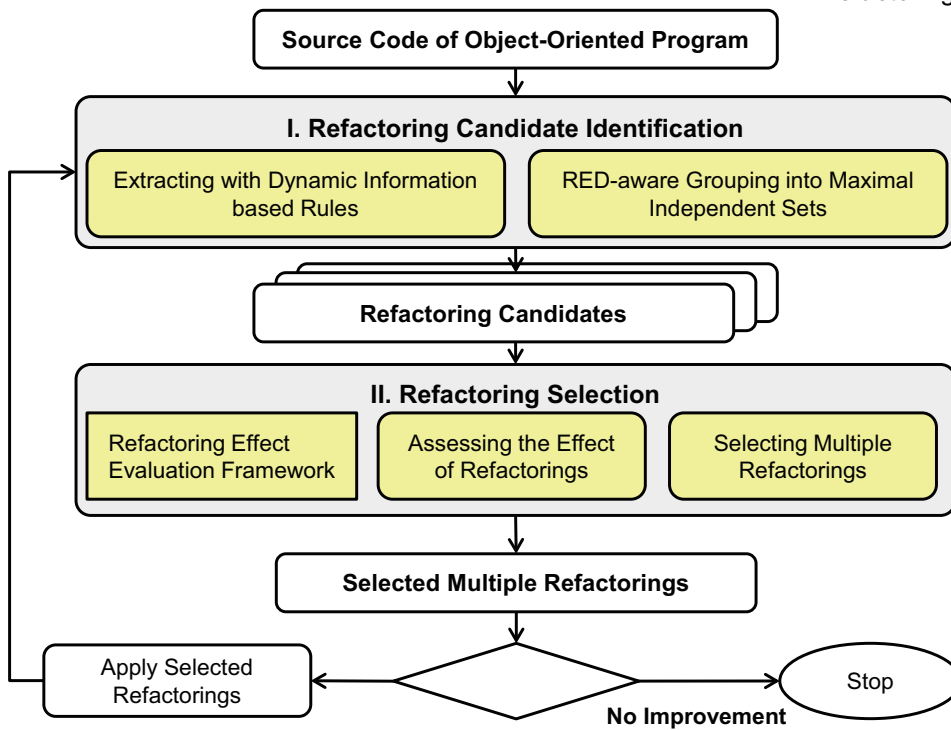 Source Code of Object-Oriented Program
I. Refactoring Candidate Identification
Extracting with Dynamic Information
based Rules
RED-aware Grouping into Maximal
Independent Sets
Refactoring Candidates
II. Refactoring Selection
Refactoring Effect
Evaluation Framework
Assessing the Effect
of Refactorings
Selecting Multiple
Refactorings
Selected Multiple Refactorings
Apply Selected
Refactorings
Stop
No Improvement